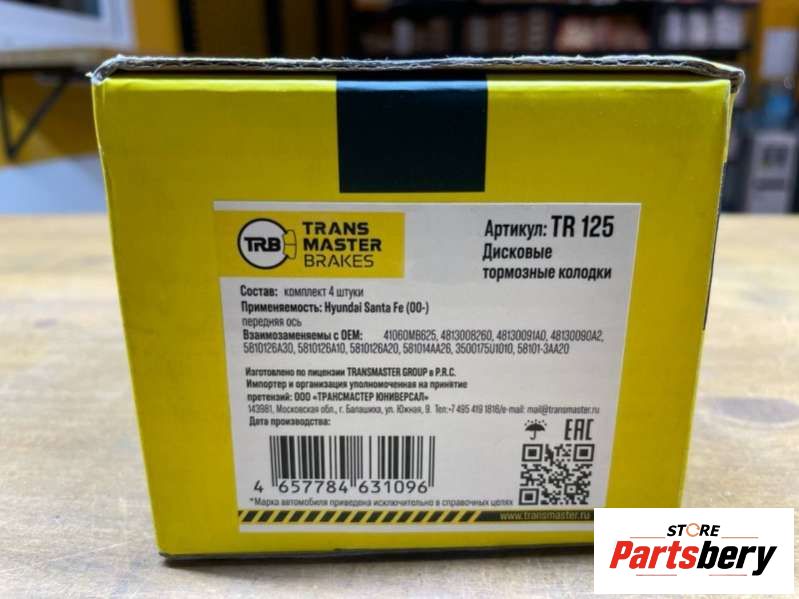 TRB
TRANS
MASTER
BRAKES
Артикул: TR 125
Дисковые
тормозные колодки
Состав: комплект 4 штуки
Применяемость: Hyundai Santa Fe (00-)
передняя ось
Взаимозаменяемы с OEM: 41060MB625, 4813008260, 48130091A0, 48130090A2,
5810126A30, 5810126A10, 5810126A20, 581014AA26, 3500175U1010, 58101-3AA20
Изготовлено по лицензии TRANSMASTER GROUP в P.R.C.
Импортер и организация уполномоченная на принятие
претензий: ООО «ТРАНСМАСТЕР ЮНИВЕРСАЛ»
143981, Московская обл., г. Балашиха, ул. Южная, 9. Тел:+7 495 419 1816/e-mail: mail@transmaster.ru
Дата производства:
EAC
4 657784 631096
*Марка автомобиля приведена исключительно в справочных целях
www.transmaster.ru
STORE
Partsbery